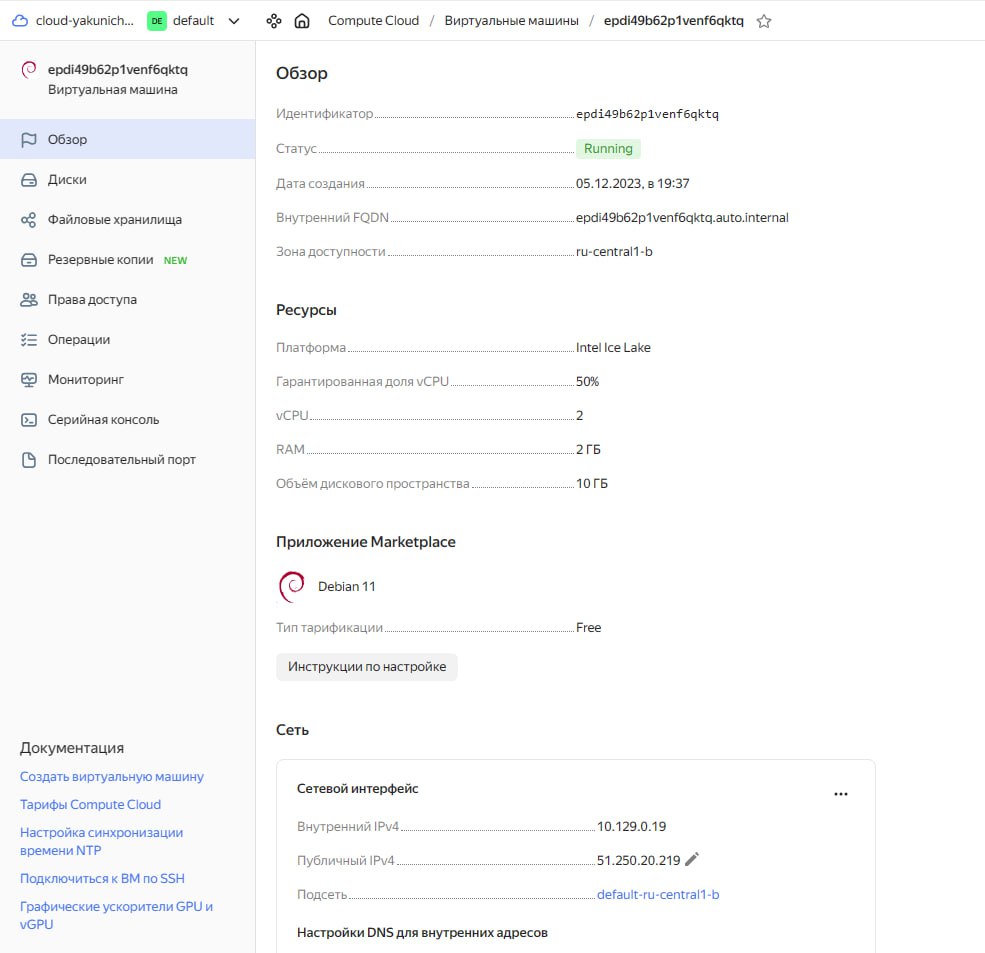 cloud-yakunich... DE default Compute Cloud / Виртуальные машины / epdi49b62p1venf6qktq
epdi49b62p1venf6qktq
Виртуальная машина
Обзор
Диски
Файловые хранилища
Резервные копии NEW
Права доступа
Операции
Мониторинг
Серийная консоль
Последовательный порт
Документация
Создать виртуальную машину
Тарифы Compute Cloud
Настройка синхронизации
времени NTP
Подключиться к ВМ по SSH
Графические ускорители GPU и
vGPU
Обзор
Идентификатор epdi49b62p1venf6qktq
Статус Running
Дата создания 05.12.2023, в 19:37
Внутренний FQDN epdi49b62p1venf6qktq.auto.internal
Зона доступности ru-central1-b
Ресурсы
Платформа Intel Ice Lake
Гарантированная доля vCPU 50%
vCPU 2
RAM 2 ГБ
Объём дискового пространства 10 ГБ
Приложение Marketplace
Debian 11
Тип тарификации Free
Инструкции по настройке
Сеть
Сетевой интерфейс
Внутренний IPv4 10.129.0.19
Публичный IPv4 51.250.20.219
Подсеть default-ru-central1-b
Настройки DNS для внутренних адресов